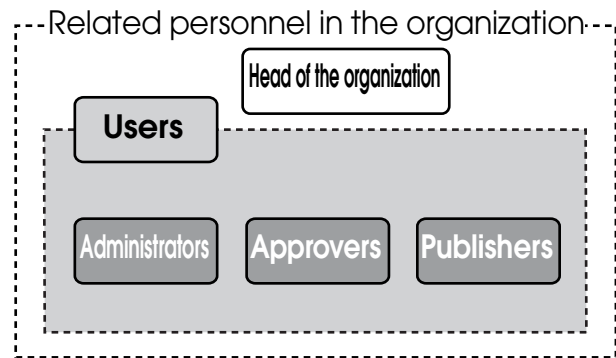 Related personnel in the organization
Head of the organization
Users
Administrators
Approvers
Publishers